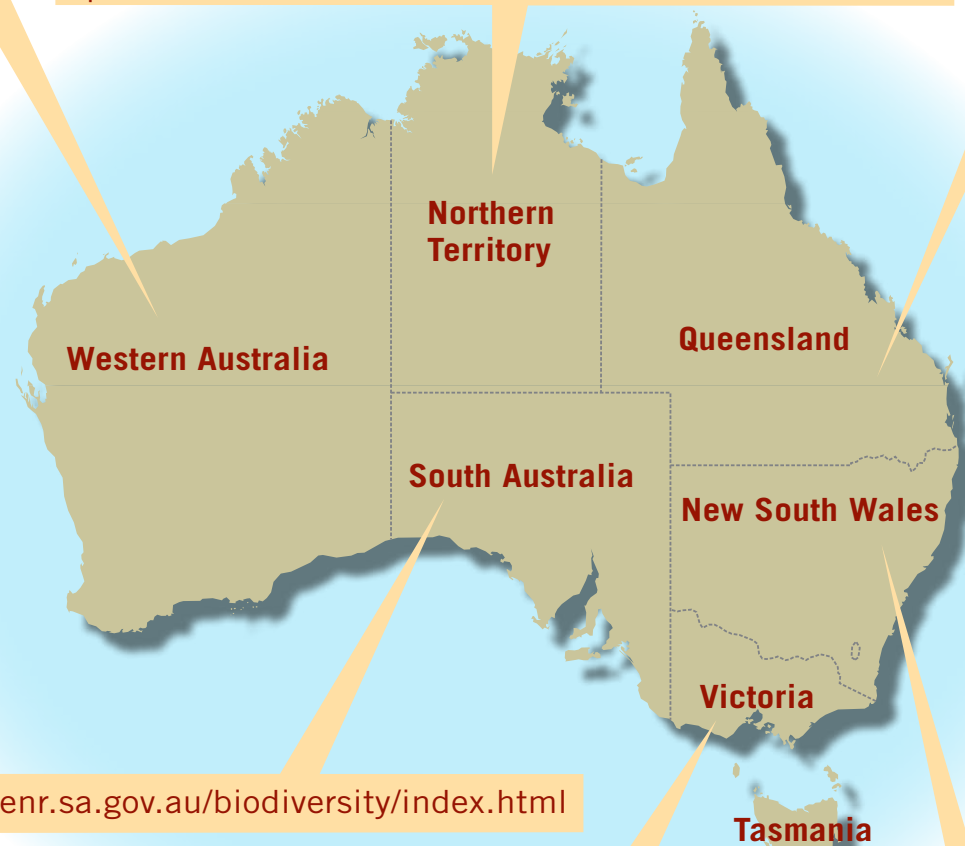 Northern
Territory
Queensland
Western Australia
South Australia
New South Wales
Victoria
enr.sa.gov.au/biodiversity/index.html
Tasmania